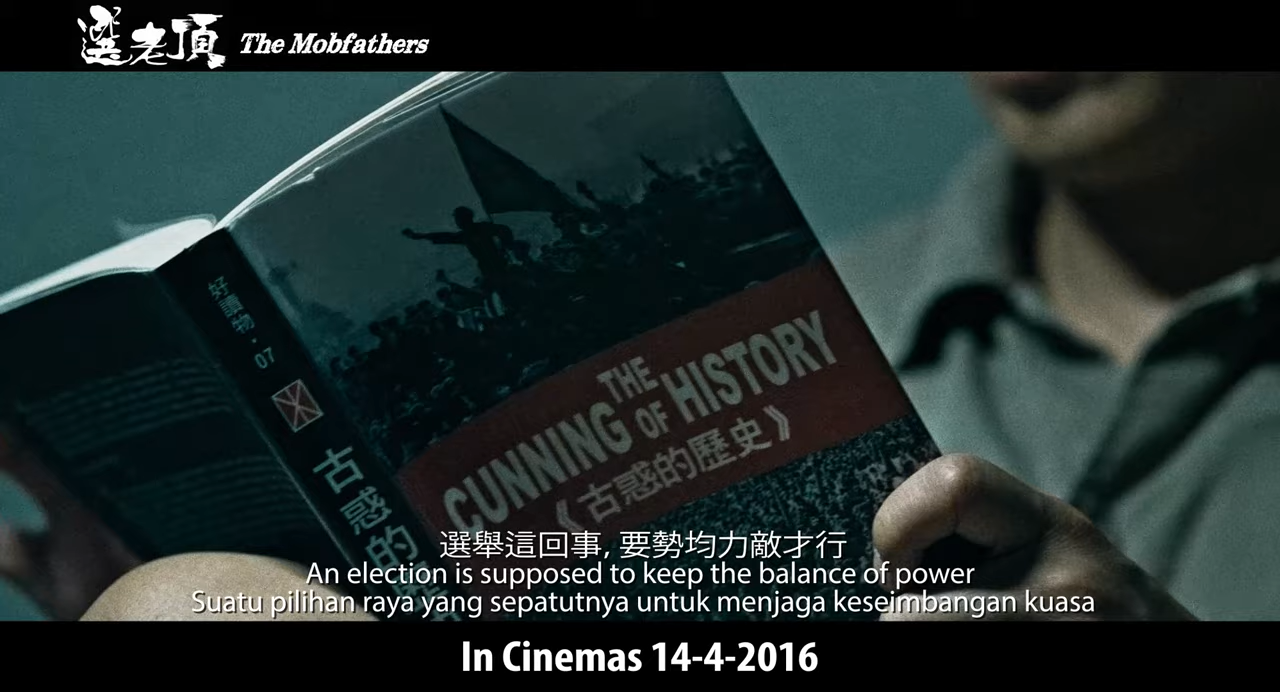 選老頂 The Mobfathers
好讀網・07
古惑的
THE
CUNNING OF HISTORY
《古惑的歷史》
選舉這回事, 要勢均力敵才行
An election is supposed to keep the balance of power
Suatu pilihan raya yang sepatutnya untuk menjaga keseimbangan kuasa
In Cinemas 14-4-2016